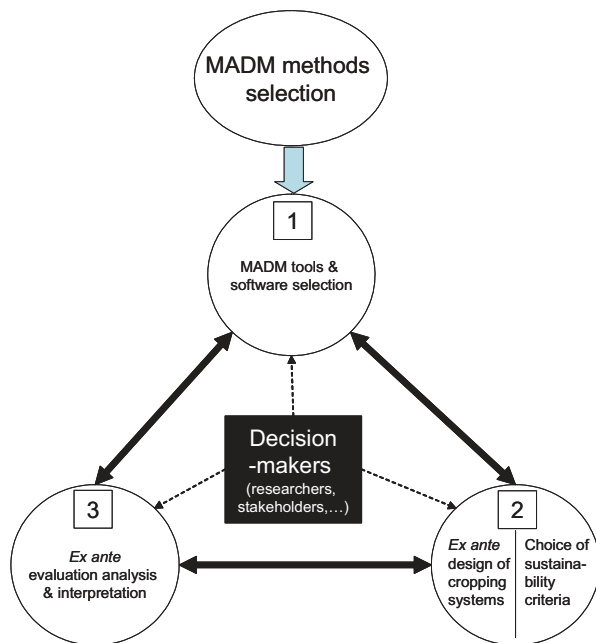 MADM methods
selection
1
MADM tools &
software selection
Decision
-makers
(researchers,
stakeholders,...)
3
Ex ante
evaluation analysis
& interpretation
2
Ex ante
design of
cropping
systems
Choice of
sustaina-
bility
criteria